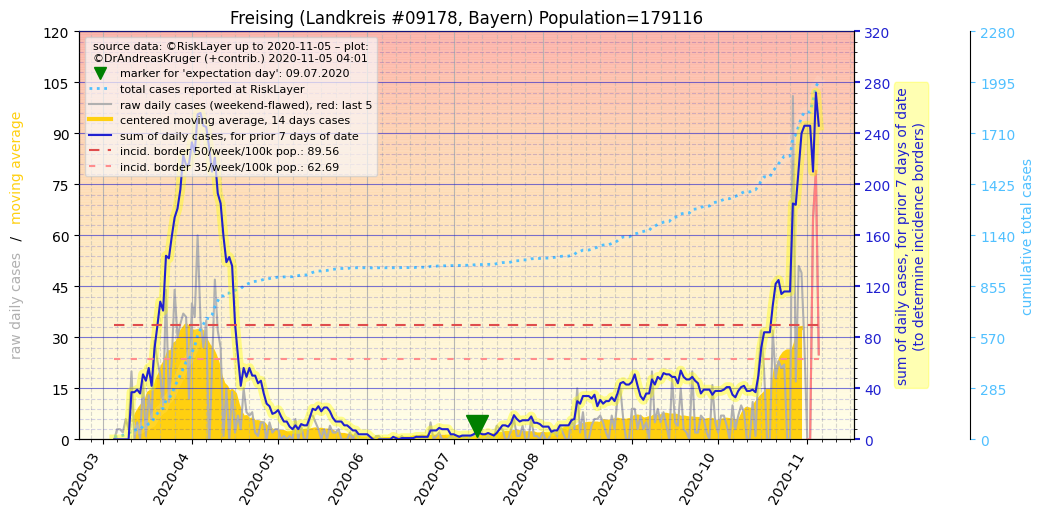 Freising (Landkreis #09178, Bayern) Population=179116
source data: ©RiskLayer up to 2020-11-05 – plot:
©DrAndreasKruger (+contrib.) 2020-11-05 04:01
marker for 'expectation day': 09.07.2020
total cases reported at RiskLayer
raw daily cases (weekend-flawed), red: last 5
centered moving average, 14 days cases
sum of daily cases, for prior 7 days of date
incid. border 50/week/100k pop.: 89.56
incid. border 35/week/100k pop.: 62.69
raw daily cases / moving average
120
105
90
75
60
45
30
15
0
320
280
240
200
160
120
80
40
0
sum of daily cases, for prior 7 days of date
(to determine incidence borders)
2280
1995
1710
1425
1140
855
570
285
0
cumulative total cases
2020-03
2020-04
2020-05
2020-06
2020-07
2020-08
2020-09
2020-10
2020-11